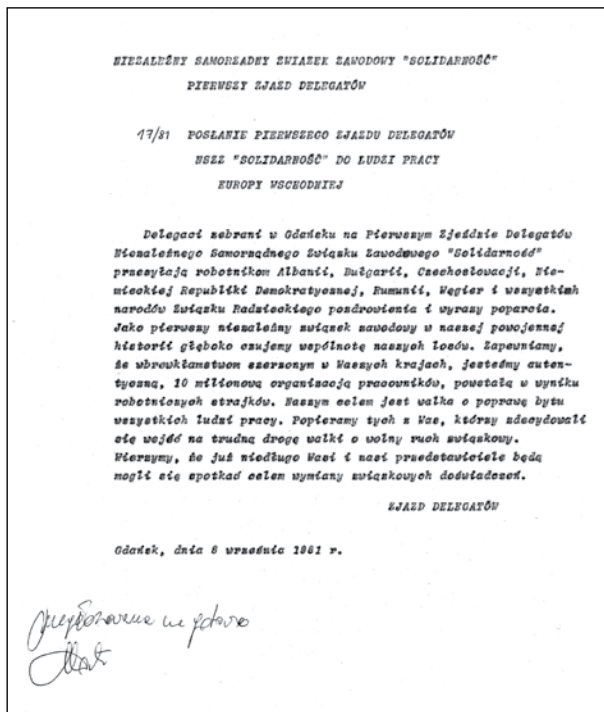 NIEZALEŻNY SAMORZĄDNY ZWIĄZEK ZAWODOWY "SOLIDARNOŚĆ"
PIERWSZY ZJAZD DELEGATÓW
17/81 POSŁANIE PIERWSZEGO ZJAZDU DELEGATÓW
NSZZ "SOLIDARNOŚĆ" DO LUDZI PRACY
EUROPY WSCHODNIEJ
Delegaci zebrani w Gdańsku na Pierwszym Zjeździe Delegatów
Niezależnego Samorządnego Związku Zawodowego "Solidarność"
przesyłają robotnikom Albanii, Bułgarii, Czechosłowacji, Nie-
mieckiej Republiki Demokratycznej, Rumunii, Węgier i wszystkich
narodów Związku Radzieckiego pozdrowienia i wyrazy poparcia.
Jako pierwszy niezależny związek zawodowy w naszej powojennej
historii głęboko czujemy wspólnotę naszych losów. Zapewniamy,
że wbrewkłamstwom szerzonym w Waszych krajach, jesteśmy auten-
tyczną, 10 milionową organizacją pracowników, powstałą w wyniku
robotniczych strajków. Naszym celem jest walka o poprawę bytu
wszystkich ludzi pracy. Popieramy tych z Was, którzy zdecydowali
się wejść na trudną drogę walki o wolny ruch związkowy.
Wierzymy, że już niedługo Wasi i nasi przedstawiciele będą
mogli się spotkać celem wymiany związkowych doświadczeń.
ZJAZD DELEGATÓW
Gdańsk, dnia 8 września 1981 r.